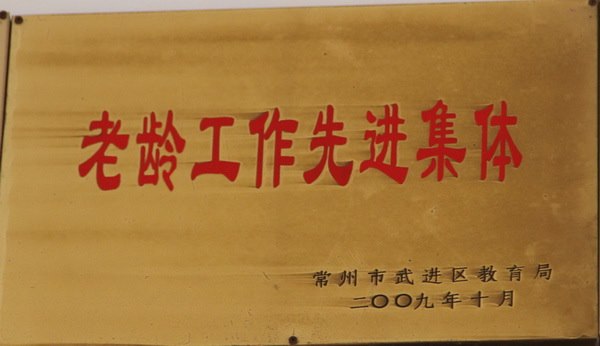 老龄工作先进集体
常州市武进区教育局
二〇〇九年十月